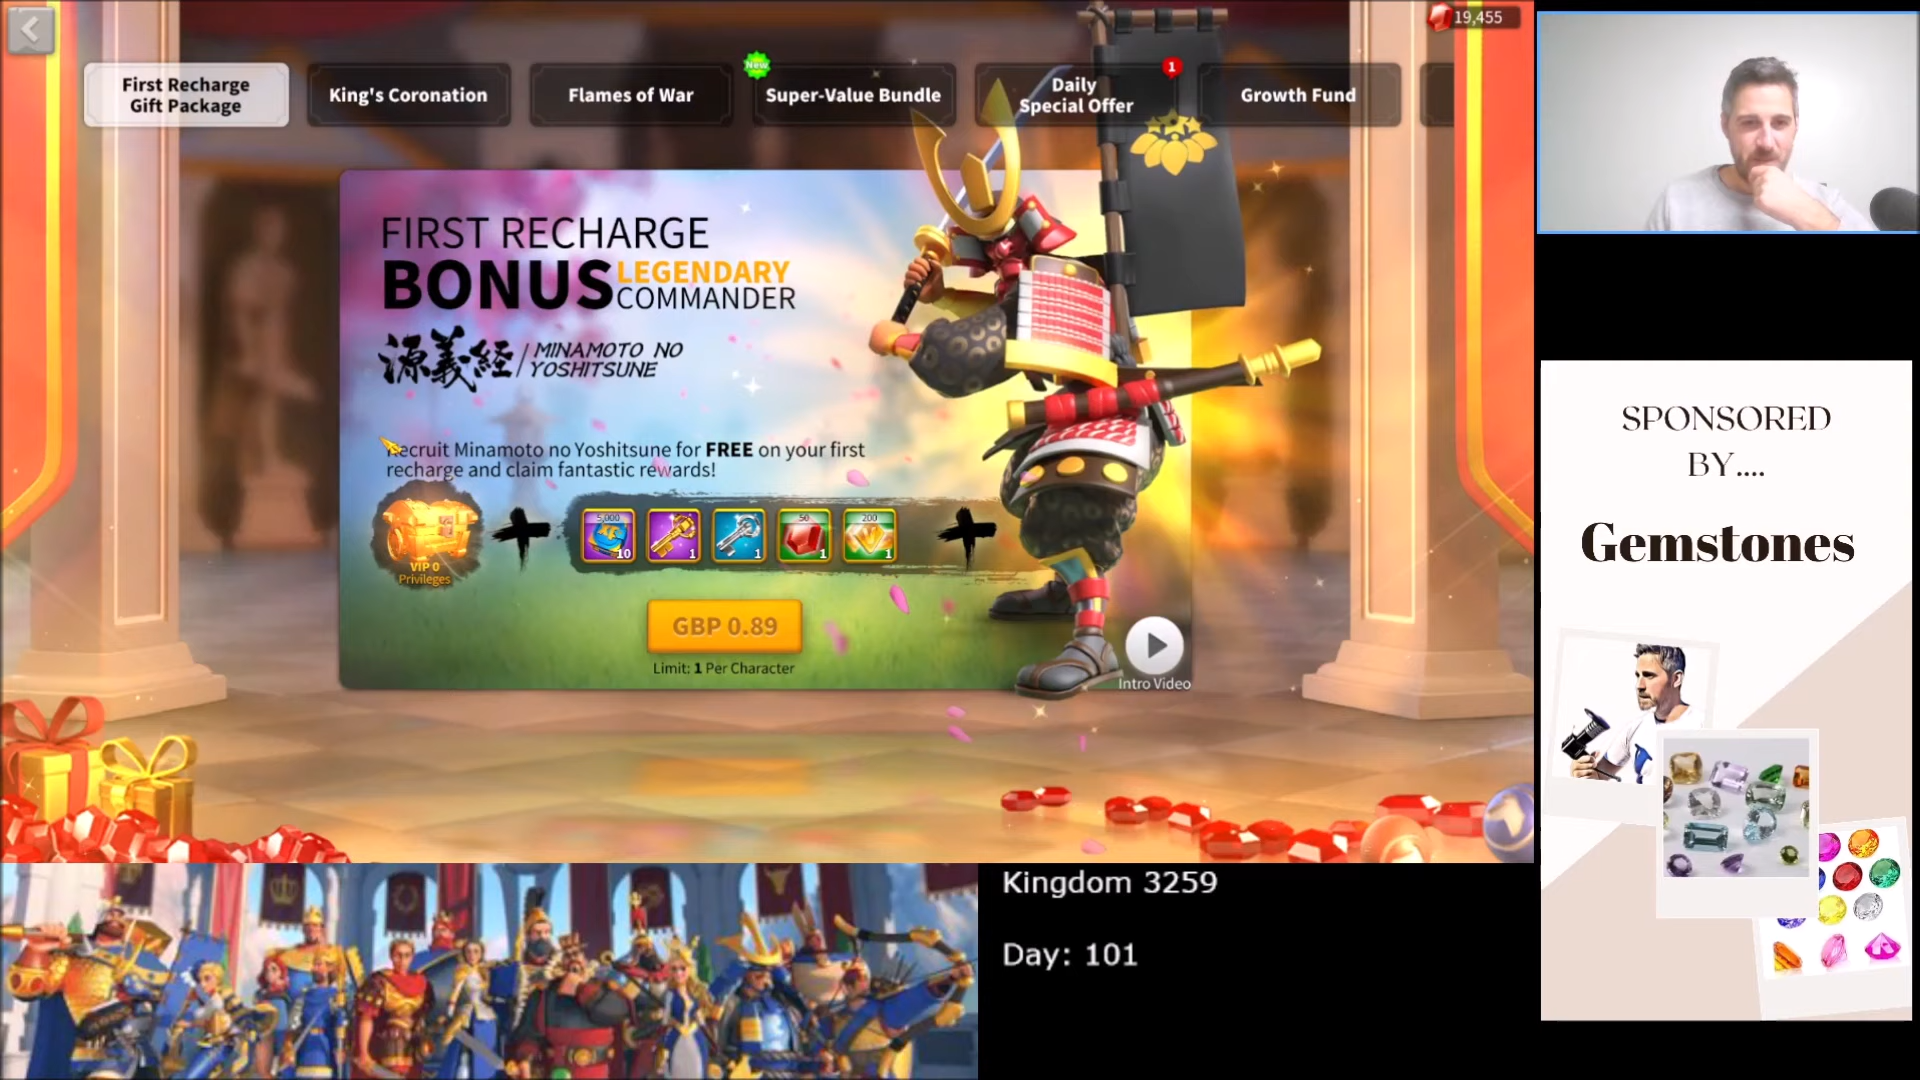 19,455
First Recharge
Gift Package
King's Coronation
Flames of War
New
Super-Value Bundle
Daily
Special Offer
1
Growth Fund
FIRST RECHARGE
BONUS LEGENDARY
COMMANDER
源義経 / MINAMOTO NO
YOSHITSUNE
Recruit Minamoto no Yoshitsune for FREE on your first
recharge and claim fantastic rewards!
VIP 0
Privileges
5,000
10
1
1
50
1
200
1
GBP 0.89
Limit: 1 Per Character
Intro Video
Kingdom 3259
Day: 101
SPONSORED
BY....
Gemstones